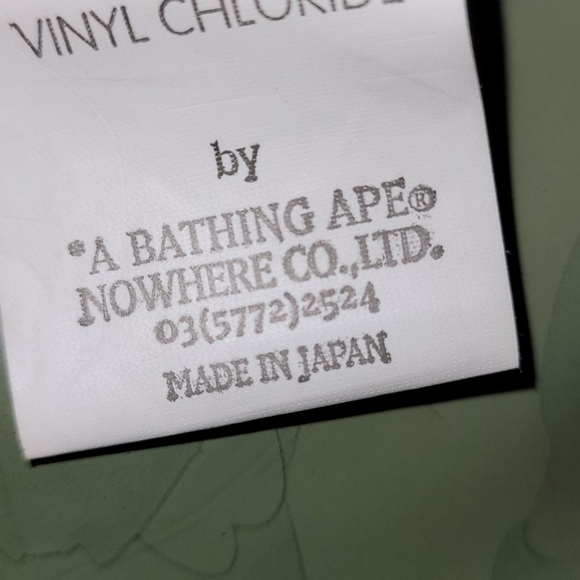 VINYL CHLORIDE
by
*A BATHING APE®
NOWHERE CO.,LTD.
03(5772)2524
MADE IN JAPAN